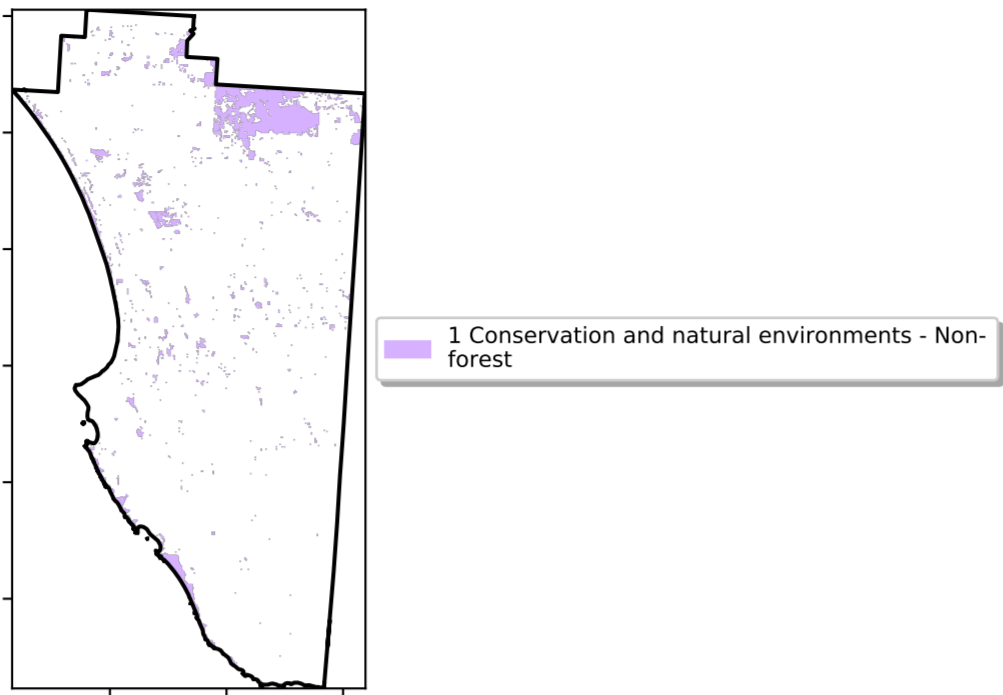 1 Conservation and natural environments - Non-
forest